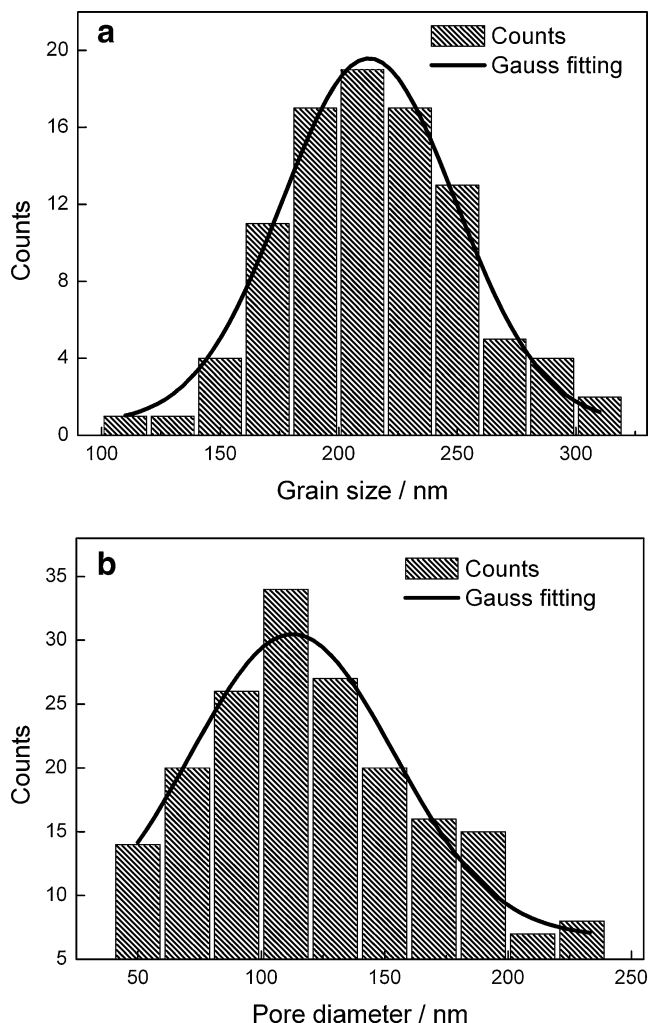 a
Counts
Gauss fitting
20
16
12
8
4
0
Counts
100 150 200 250 300
Grain size / nm
b
Counts
Gauss fitting
35
30
25
20
15
10
5
Counts
50 100 150 200 250
Pore diameter / nm